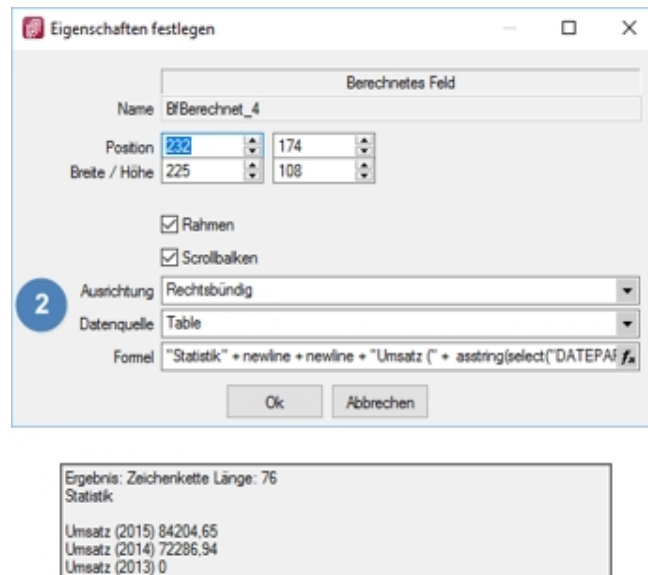 Eigenschaften festlegen
Berechnetes Feld
Name BfBerechnet_4
Position 232 174
Breite / Höhe 225 108
Rahmen
Scrollbalken
2
Ausrichtung Rechtsbündig
Datenquelle Table
Formel "Statistik" + newline + newline + "Umsatz (" + asstring(select("DATEPAR fx
Ok Abbrechen
Ergebnis: Zeichenkette Länge: 76
Statistik
Umsatz (2015) 84204,65
Umsatz (2014) 72286,94
Umsatz (2013) 0